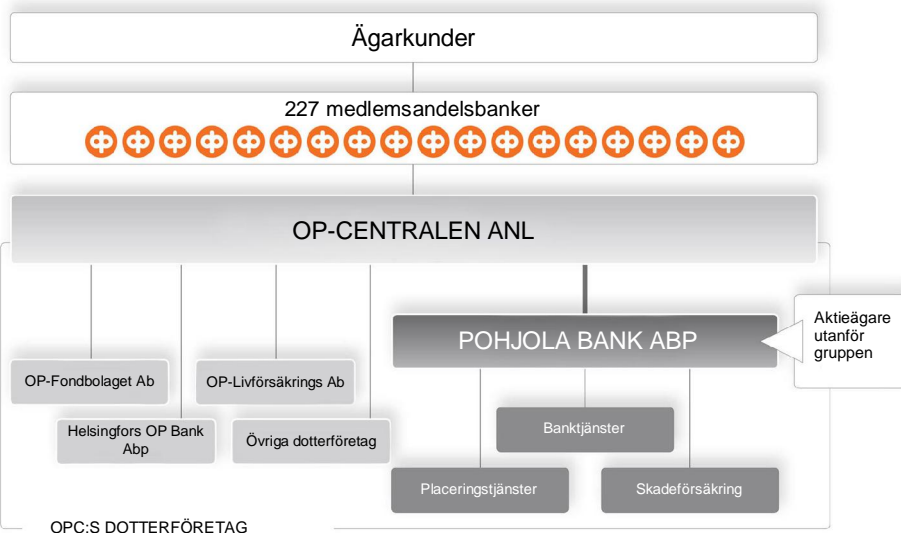 Ägarkunder
227 medlemsandelsbanker
OP-CENTRALEN ANL
POHJOLA BANK ABP
Aktieägare
utanför
gruppen
OP-Fondbolaget Ab
OP-Livförsäkrings Ab
Helsingfors OP Bank
Abp
Övriga dotterföretag
Banktjänster
Placeringstjänster
Skadeförsäkring
OPC:S DOTTERFÖRETAG